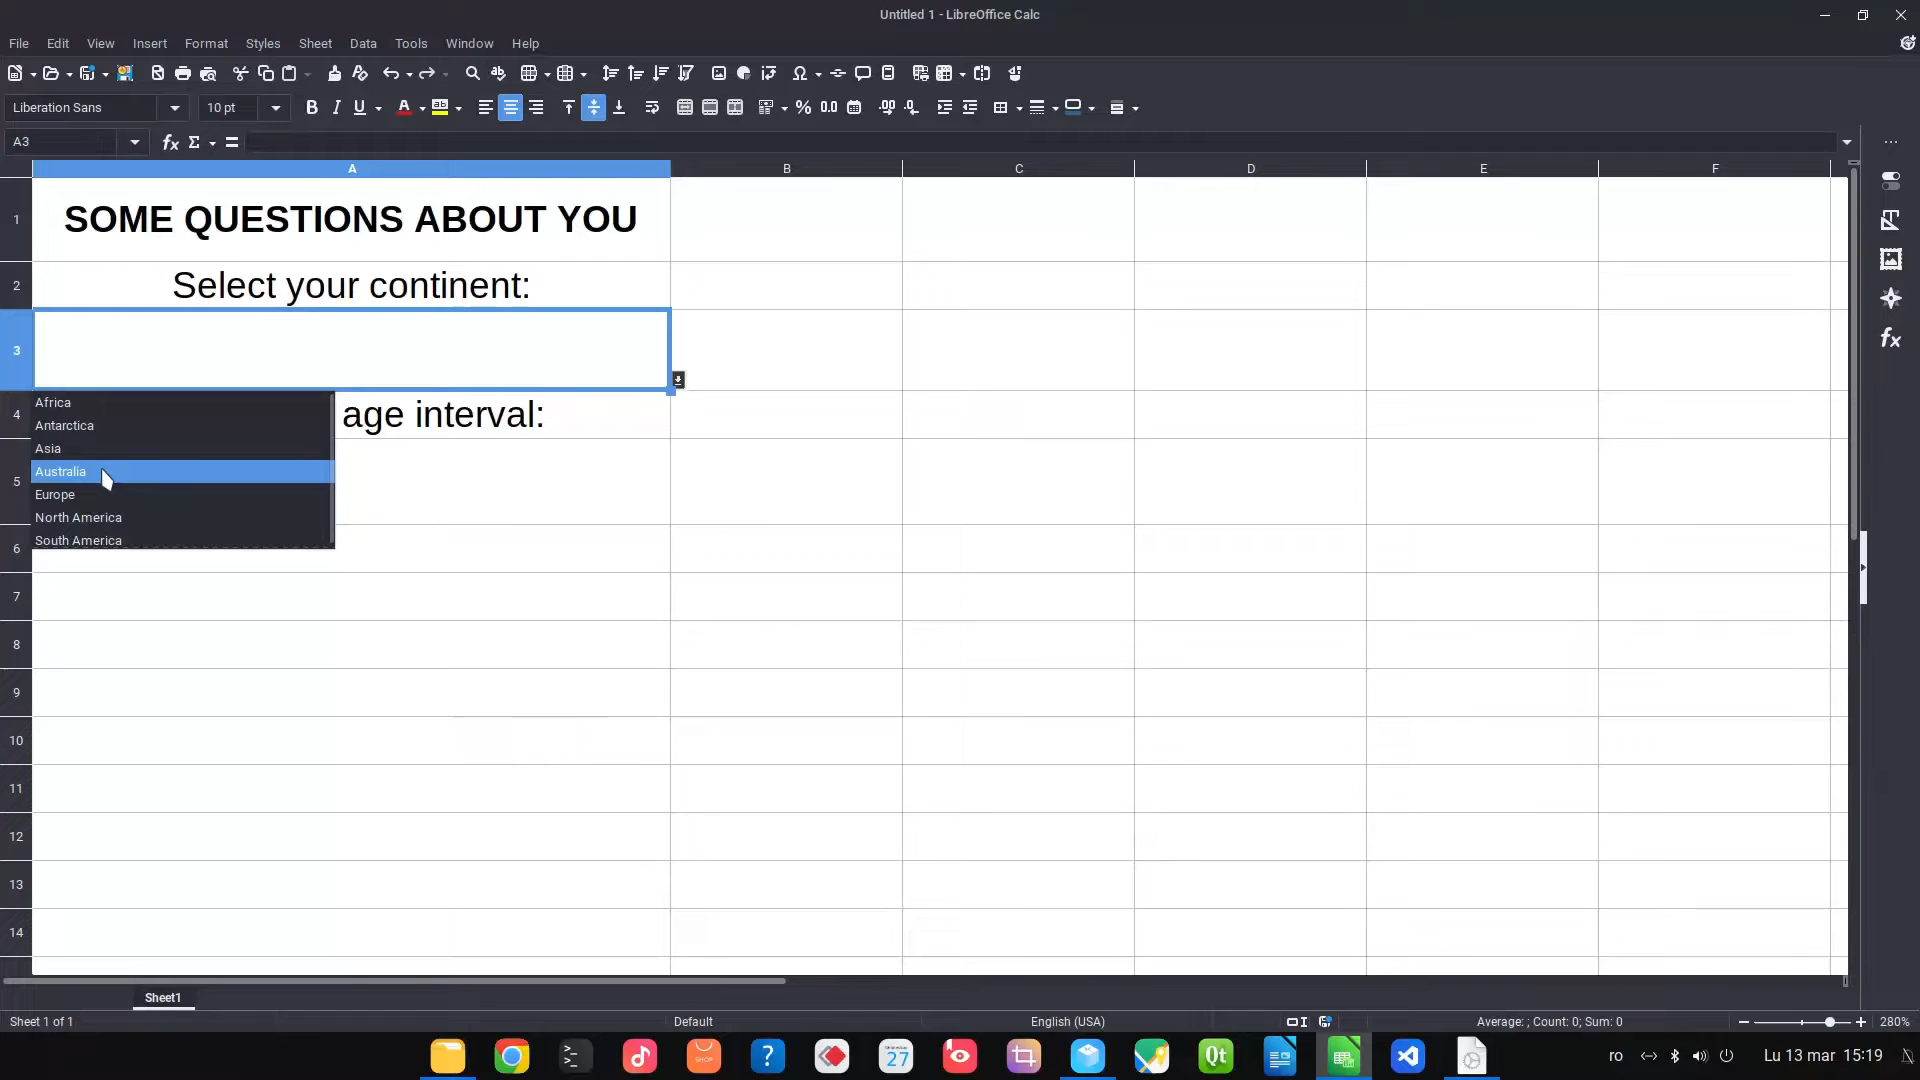 Untitled 1 - LibreOffice Calc
File Edit View Insert Format Styles Sheet Data Tools Window Help
Liberation Sans 10 pt
A3
A B C D E F
1 SOME QUESTIONS ABOUT YOU
2 Select your continent:
3
Africa
4 age interval:
Antarctica
Asia
Australia
5
Europe
North America
South America
6
7
8
9
10
11
12
13
14
Sheet1
Sheet 1 of 1 Default English (USA) Average: ; Count: 0; Sum: 0 280%
SHOP ? 27 Qt ro Lu 13 mar 15:19